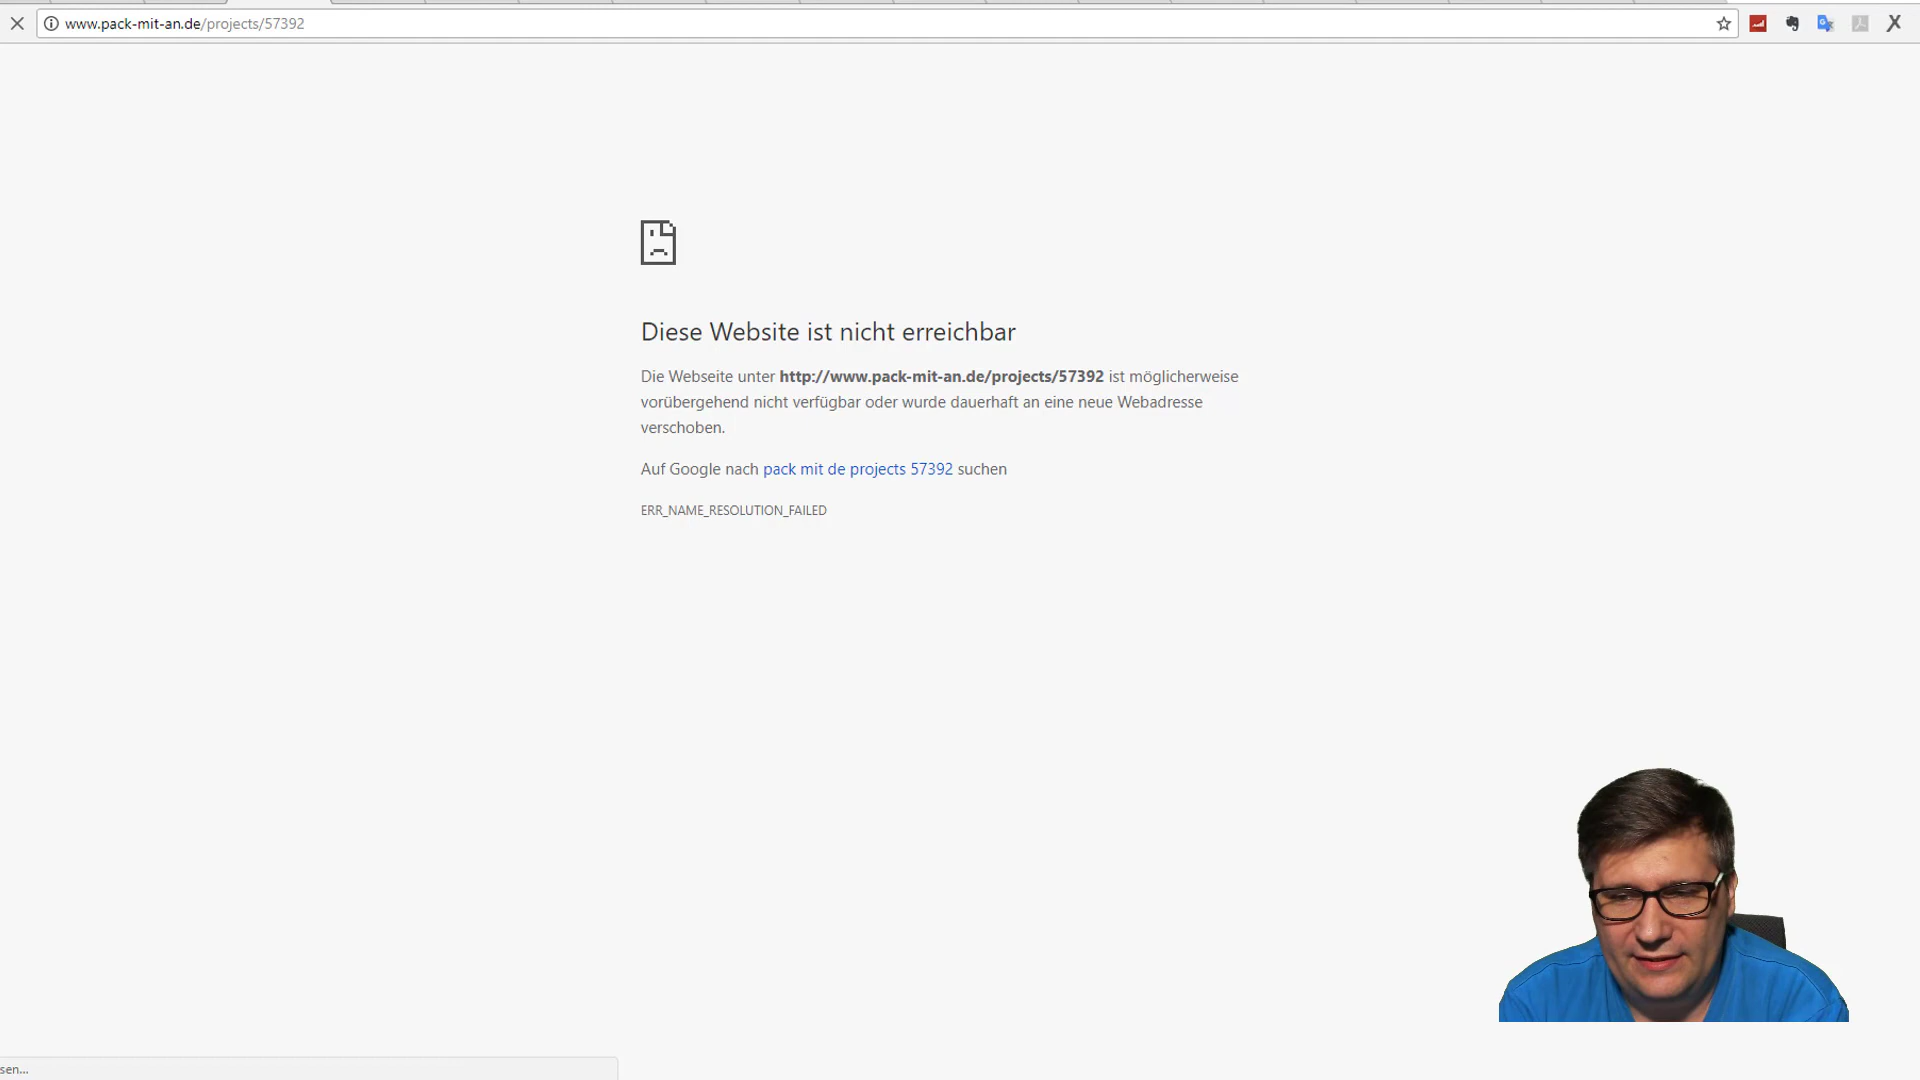 www.pack-mit-an.de/projects/57392
Diese Website ist nicht erreichbar
Die Webseite unter http://www.pack-mit-an.de/projects/57392 ist möglicherweise
vorübergehend nicht verfügbar oder wurde dauerhaft an eine neue Webadresse
verschoben.
Auf Google nach pack mit de projects 57392 suchen
ERR_NAME_RESOLUTION_FAILED
sen...